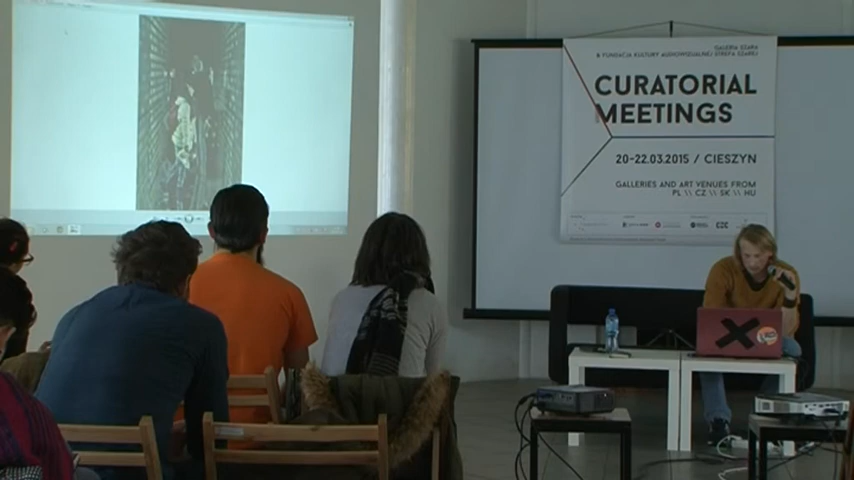 GALERIA SZARA
& FUNDACJA KULTURY AUDIOWIZUALNEJ STREFA SZAREJ
CURATORIAL
MEETINGS
20-22.03.2015 / CIESZYN
GALLERIES AND ART VENUES FROM
PL \\ CZ \\ SK \\ HU